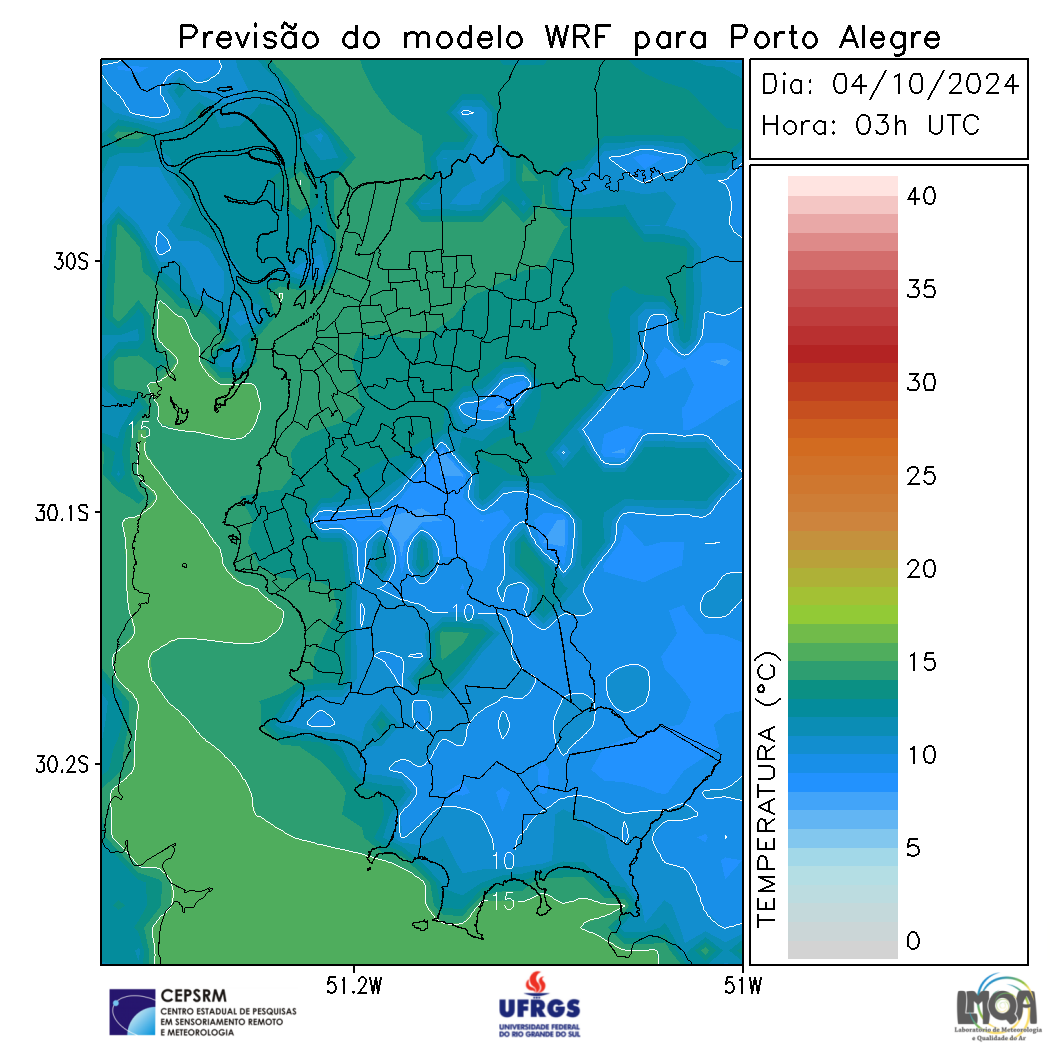 Previsão do modelo WRF para Porto Alegre
Dia: 04/10/2024
Hora: 03h UTC
40
35
30
25
20
15
10
5
0
TEMPERATURA (°C)
30S
30.1S
30.2S
51.2W
51W
15
10
10
15
CEPSRM
CENTRO ESTADUAL DE PESQUISAS
EM SENSORIAMENTO REMOTO
E METEOROLOGIA
UFRGS
UNIVERSIDADE FEDERAL
DO RIO GRANDE DO SUL
LMQA
Laboratório de Meteorologia
e Qualidade do Ar